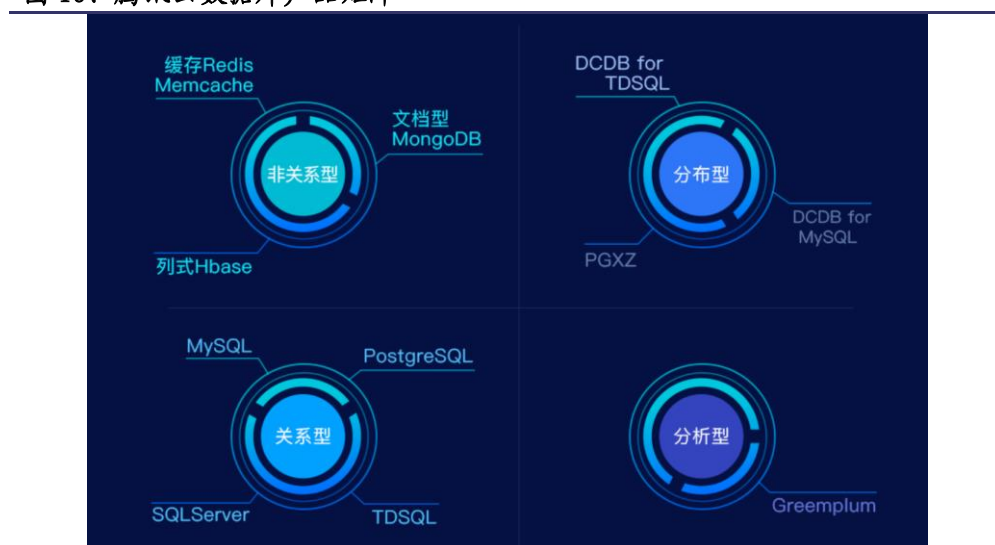 缓存Redis
Memcache
文档型
MongoDB
非关系型
列式Hbase
DCDB for
TDSQL
分布型
DCDB for
MySQL
PGXZ
MySQL
PostgreSQL
关系型
SQLServer
TDSQL
分析型
Greemplum